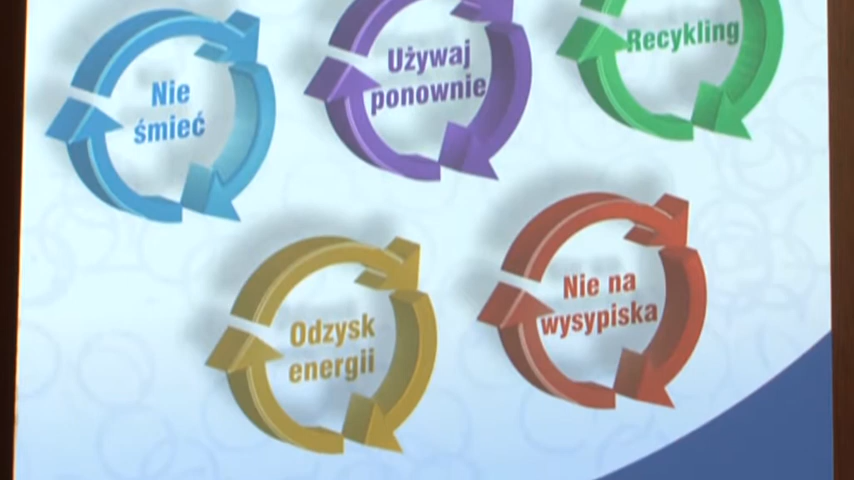 Nie
śmieć
Używaj
ponownie
Recykling
Odzysk
energii
Nie na
wysypiska